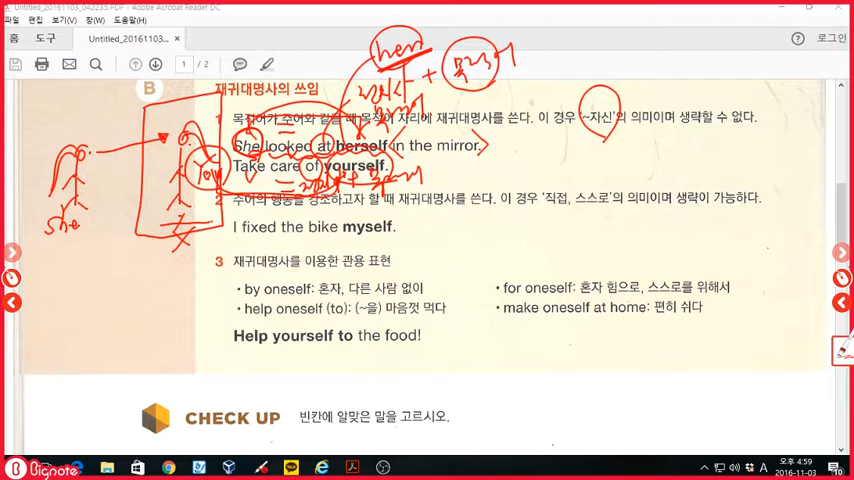 Untitled_20161103_042235.PDF - Adobe Acrobat Reader DC
파일 편집 보기(V) 창(W) 도움말(H)
홈 도구 Untitled_20161103_... × ? 로그인
1 / 2
her
전치사 + 목적어
B 재귀대명사의 쓰임
1 목적어가 주어와 같을 때 목적어 자리에 재귀대명사를 쓴다. 이 경우 '~자신'의 의미이며 생략할 수 없다.
She looked at herself in the mirror.
You
Take care of yourself.
She
2 주어의 행동을 강조하고자 할 때 재귀대명사를 쓴다. 이 경우 '직접, 스스로'의 의미이며 생략이 가능하다.
I fixed the bike myself.
3 재귀대명사를 이용한 관용 표현
• by oneself: 혼자, 다른 사람 없이
• for oneself: 혼자 힘으로, 스스로를 위해서
• help oneself (to): (~을) 마음껏 먹다
• make oneself at home: 편히 쉬다
Help yourself to the food!
CHECK UP 빈칸에 알맞은 말을 고르시오.
Bignote
A 오후 4:59
2016-11-03